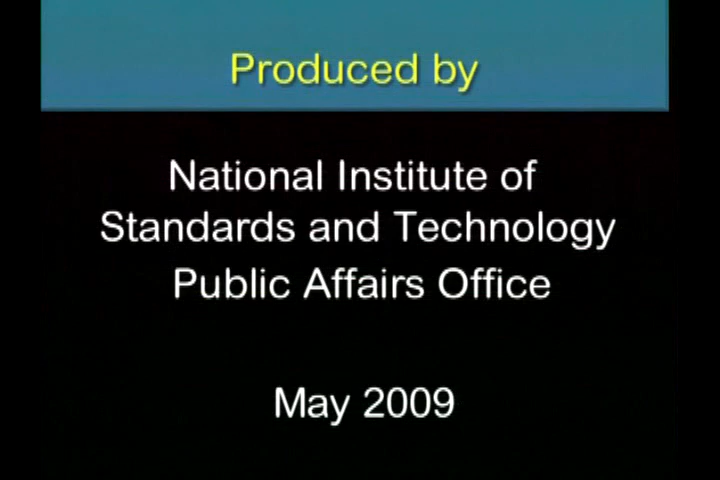 Produced by
National Institute of
Standards and Technology
Public Affairs Office
May 2009